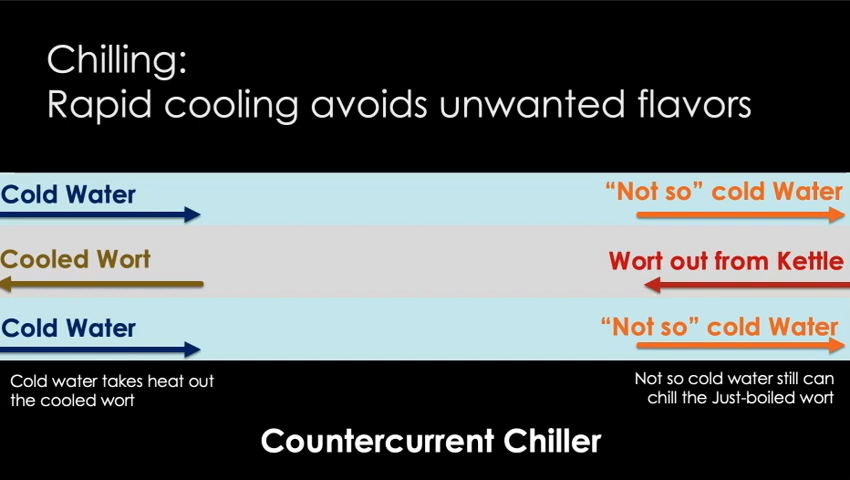 Chilling:
Rapid cooling avoids unwanted flavors
Cold Water
“Not so” cold Water
Cooled Wort
Wort out from Kettle
Cold Water
“Not so” cold Water
Cold water takes heat out
the cooled wort
Not so cold water still can
chill the Just-boiled wort
Countercurrent Chiller